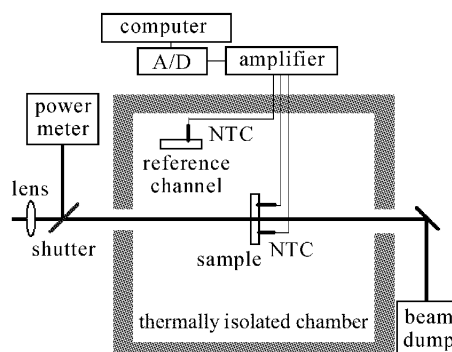 computer
A/D
amplifier
power
meter
NTC
reference
channel
lens
shutter
sample
NTC
thermally isolated chamber
beam
dump